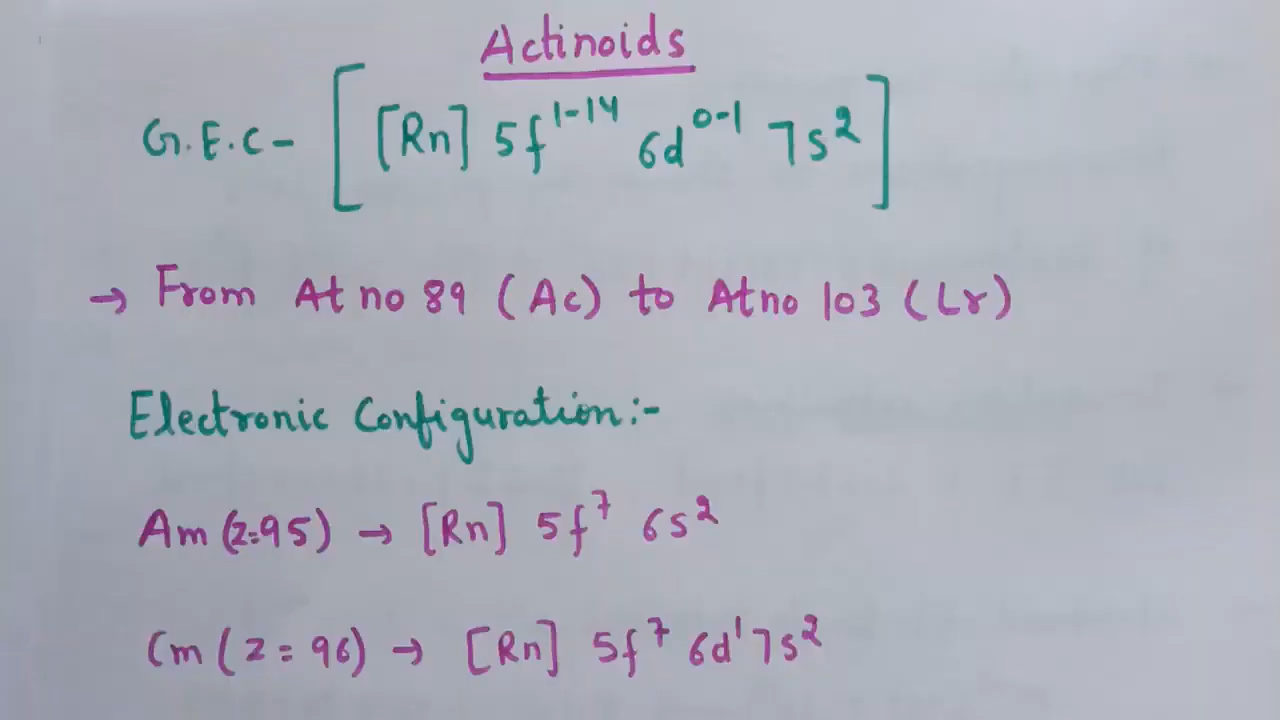 Actinoids
G.E.C- [[Rn] 5f¹⁻¹⁴ 6d⁰⁻¹ 7s²]
→ From At no 89 (Ac) to At no 103 (Lr)
Electronic Configuration:-
Am (z=95) → [Rn] 5f⁷ 6s²
Cm (z = 96) → [Rn] 5f⁷ 6d¹ 7s²